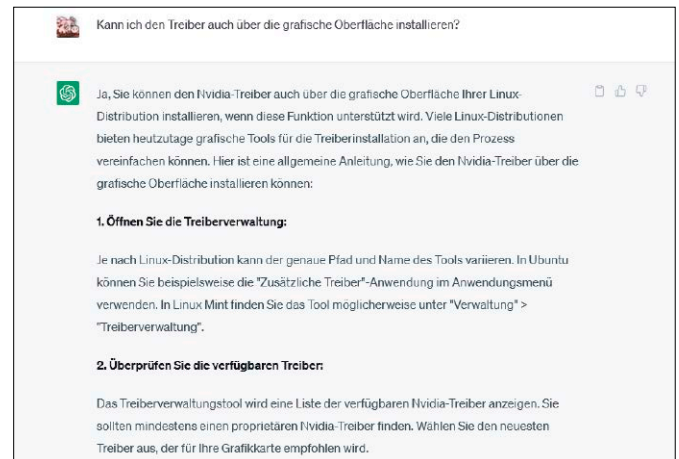 Kann ich den Treiber auch über die grafische Oberfläche installieren?
Ja, Sie können den Nvidia-Treiber auch über die grafische Oberfläche Ihrer Linux-
Distribution installieren, wenn diese Funktion unterstützt wird. Viele Linux-Distributionen
bieten heutzutage grafische Tools für die Treiberinstallation an, die den Prozess
vereinfachen können. Hier ist eine allgemeine Anleitung, wie Sie den Nvidia-Treiber über die
grafische Oberfläche installieren können:
1. Öffnen Sie die Treiberverwaltung:
Je nach Linux-Distribution kann der genaue Pfad und Name des Tools variieren. In Ubuntu
können Sie beispielsweise die "Zusätzliche Treiber"-Anwendung im Anwendungsmenü
verwenden. In Linux Mint finden Sie das Tool möglicherweise unter "Verwaltung" >
"Treiberverwaltung".
2. Überprüfen Sie die verfügbaren Treiber:
Das Treiberverwaltungstool wird eine Liste der verfügbaren Nvidia-Treiber anzeigen. Sie
sollten mindestens einen proprietären Nvidia-Treiber finden. Wählen Sie den neuesten
Treiber aus, der für Ihre Grafikkarte empfohlen wird.